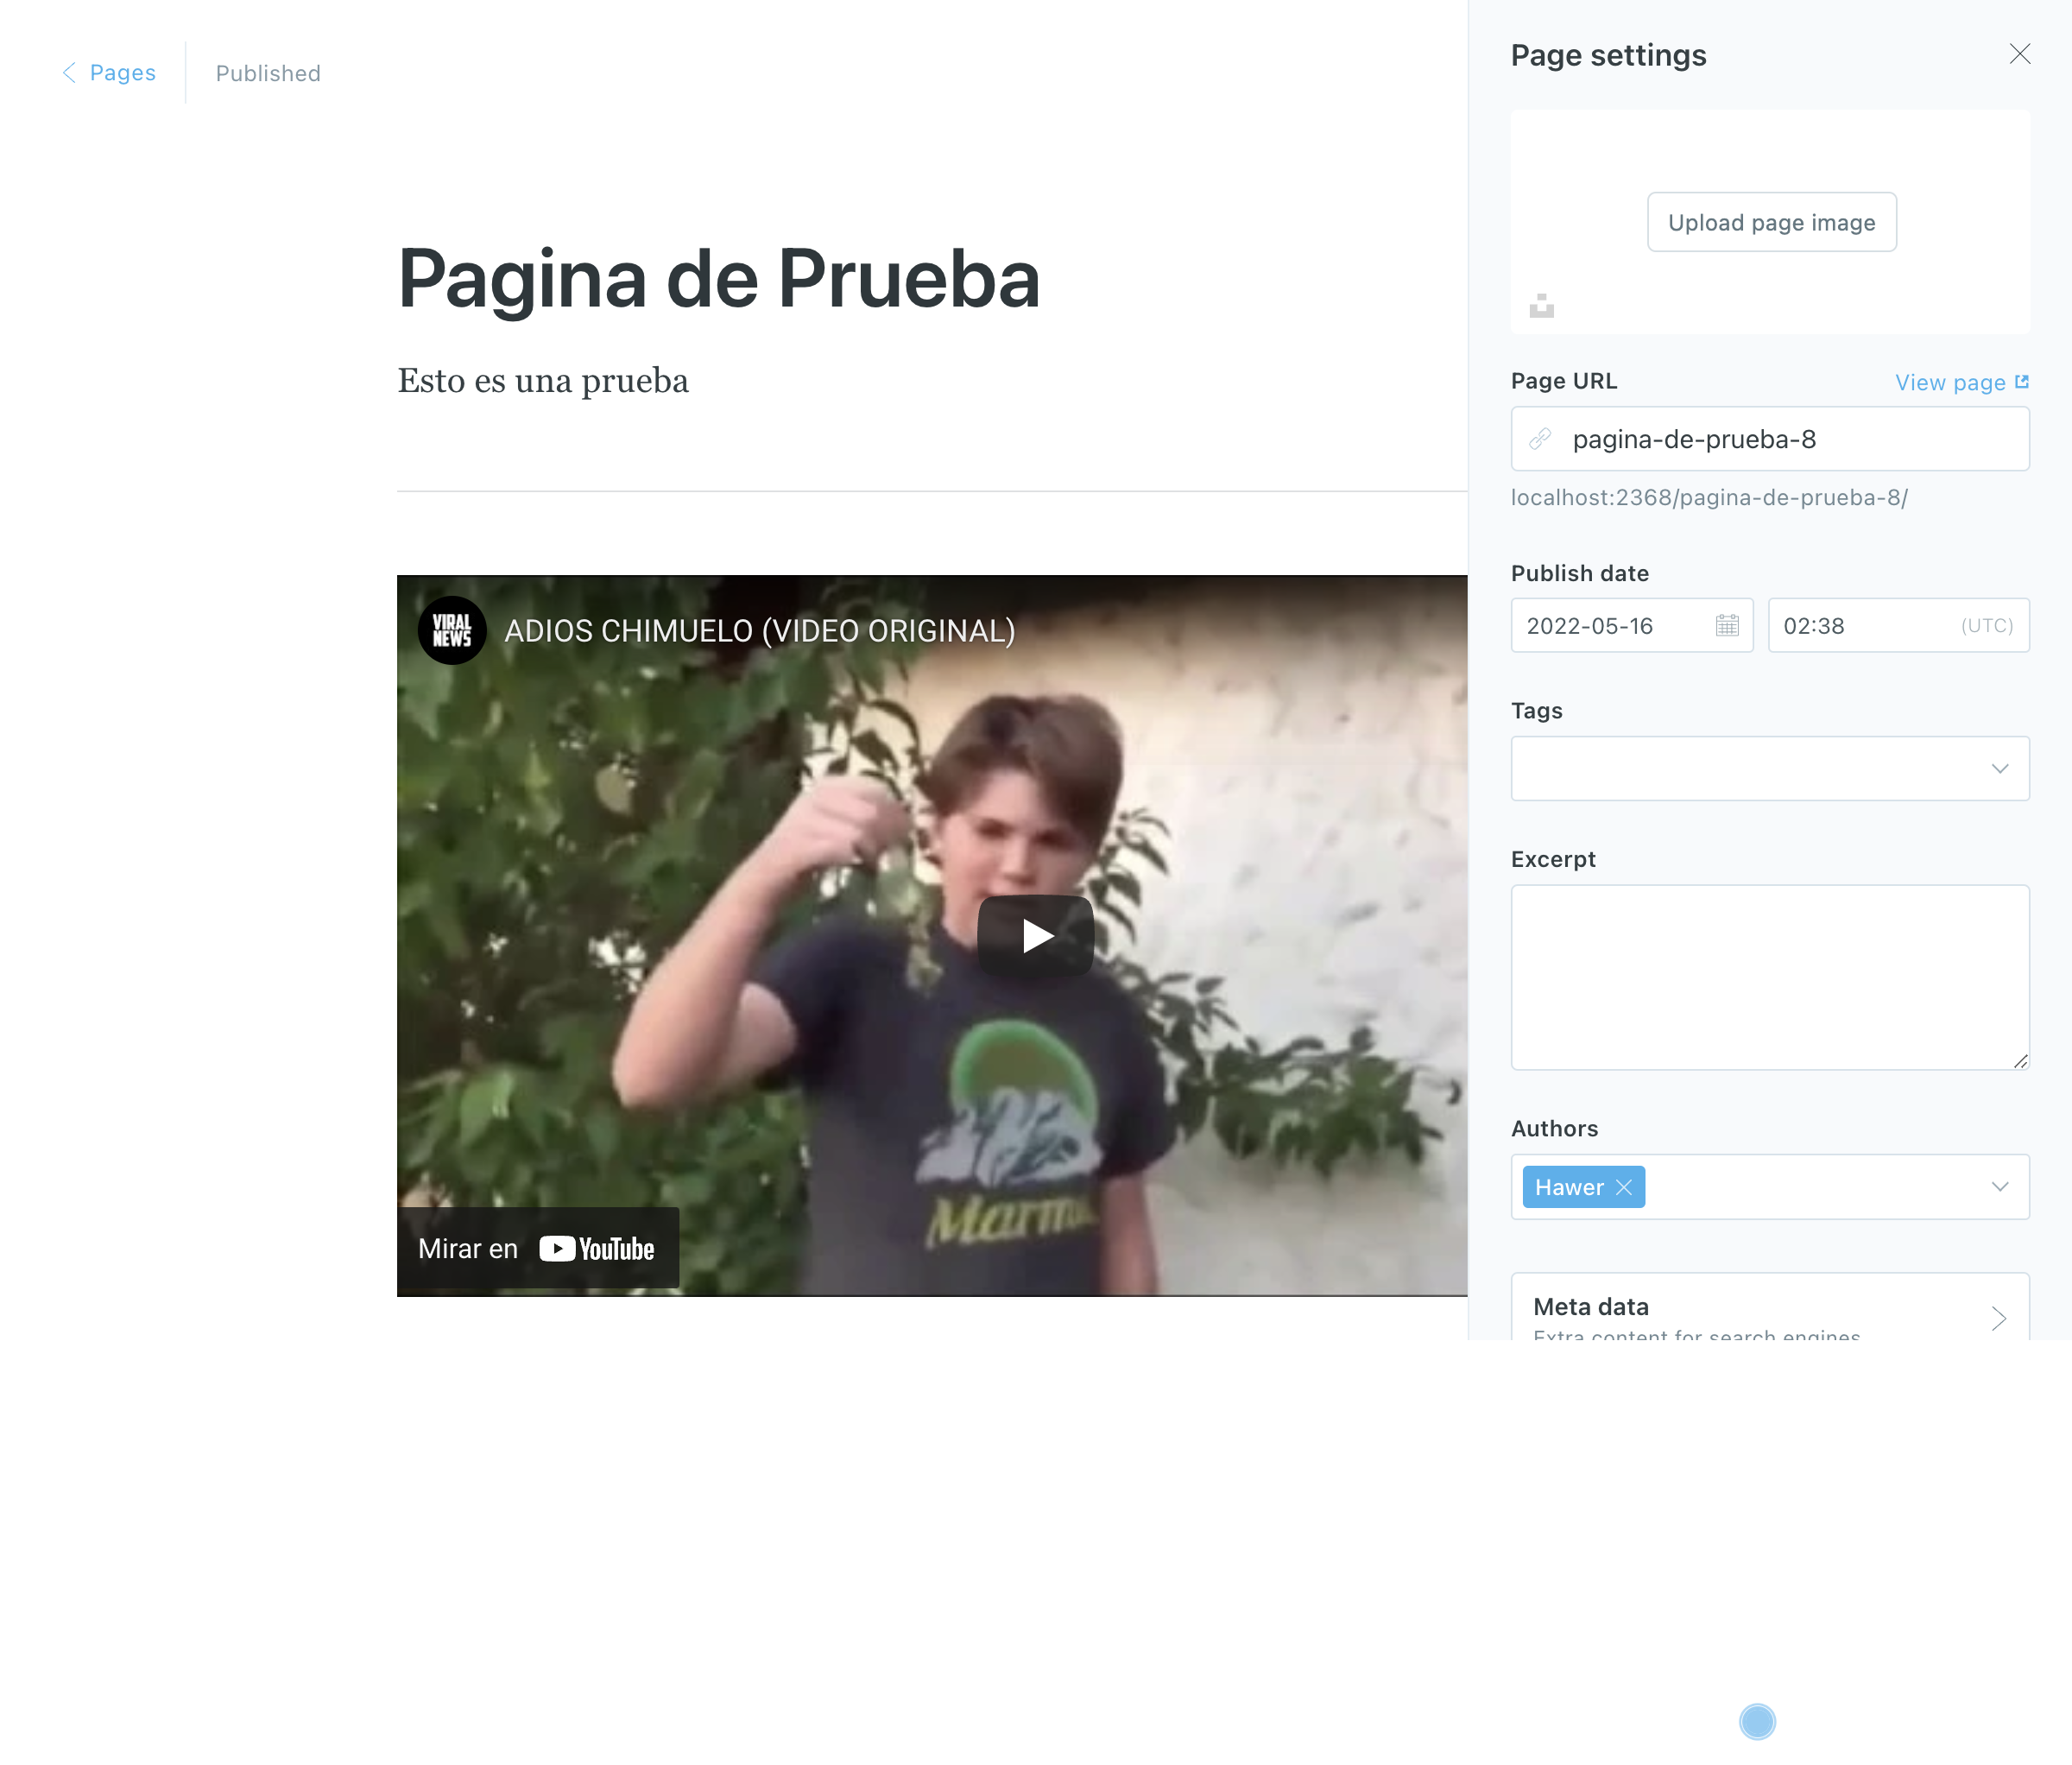 Pages
Published
Pagina de Prueba
Esto es una prueba
VIRAL
NEWS
ADIOS CHIMUELO (VIDEO ORIGINAL)
Mirar en YouTube
Page settings
Upload page image
Page URL
View page
pagina-de-prueba-8
localhost:2368/pagina-de-prueba-8/
Publish date
2022-05-16
02:38 (UTC)
Tags
Excerpt
Authors
Hawer
Meta data
Extra content for search engines